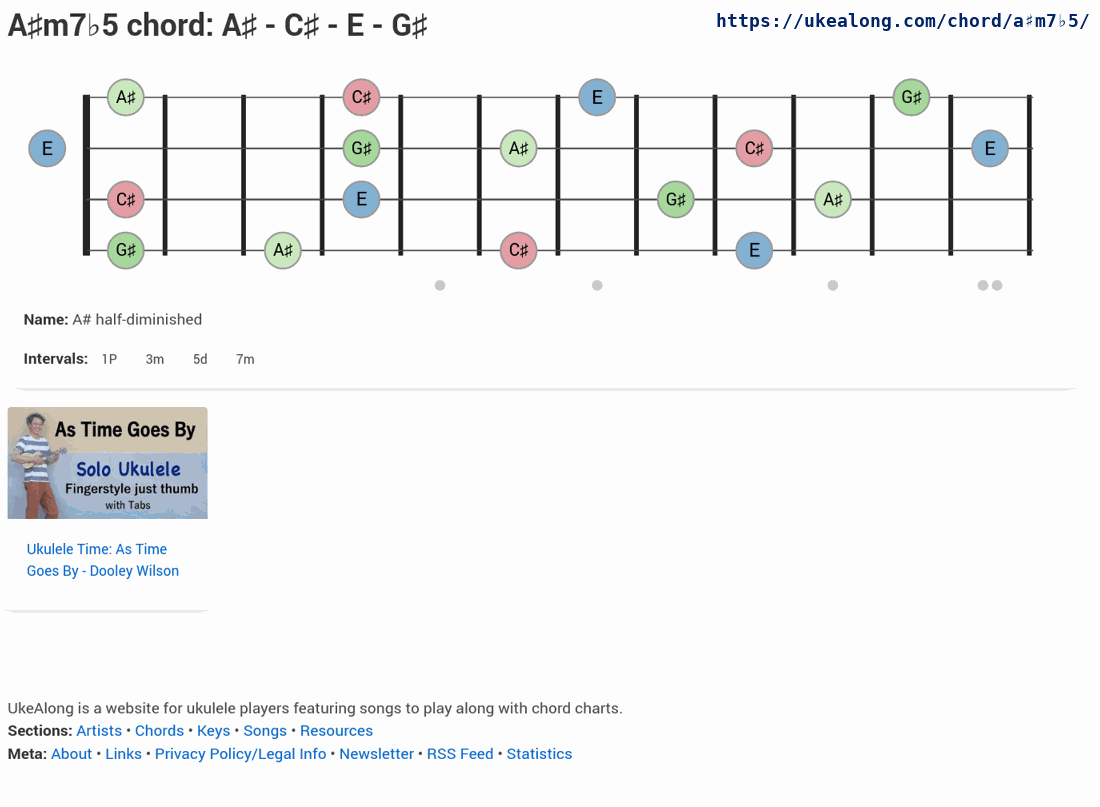 A♯m7♭5 chord: A♯ - C♯ - E - G♯
https://ukealong.com/chord/a♯m7♭5/
A♯ C♯ E G♯
E G♯ A♯ C♯ E
C♯ E G♯ A♯
G♯ A♯ C♯ E
Name: A# half-diminished
Intervals: 1P 3m 5d 7m
As Time Goes By
Solo Ukulele
Fingerstyle just thumb
with Tabs
Ukulele Time: As Time
Goes By - Dooley Wilson
UkeAlong is a website for ukulele players featuring songs to play along with chord charts.
Sections: Artists • Chords • Keys • Songs • Resources
Meta: About • Links • Privacy Policy/Legal Info • Newsletter • RSS Feed • Statistics